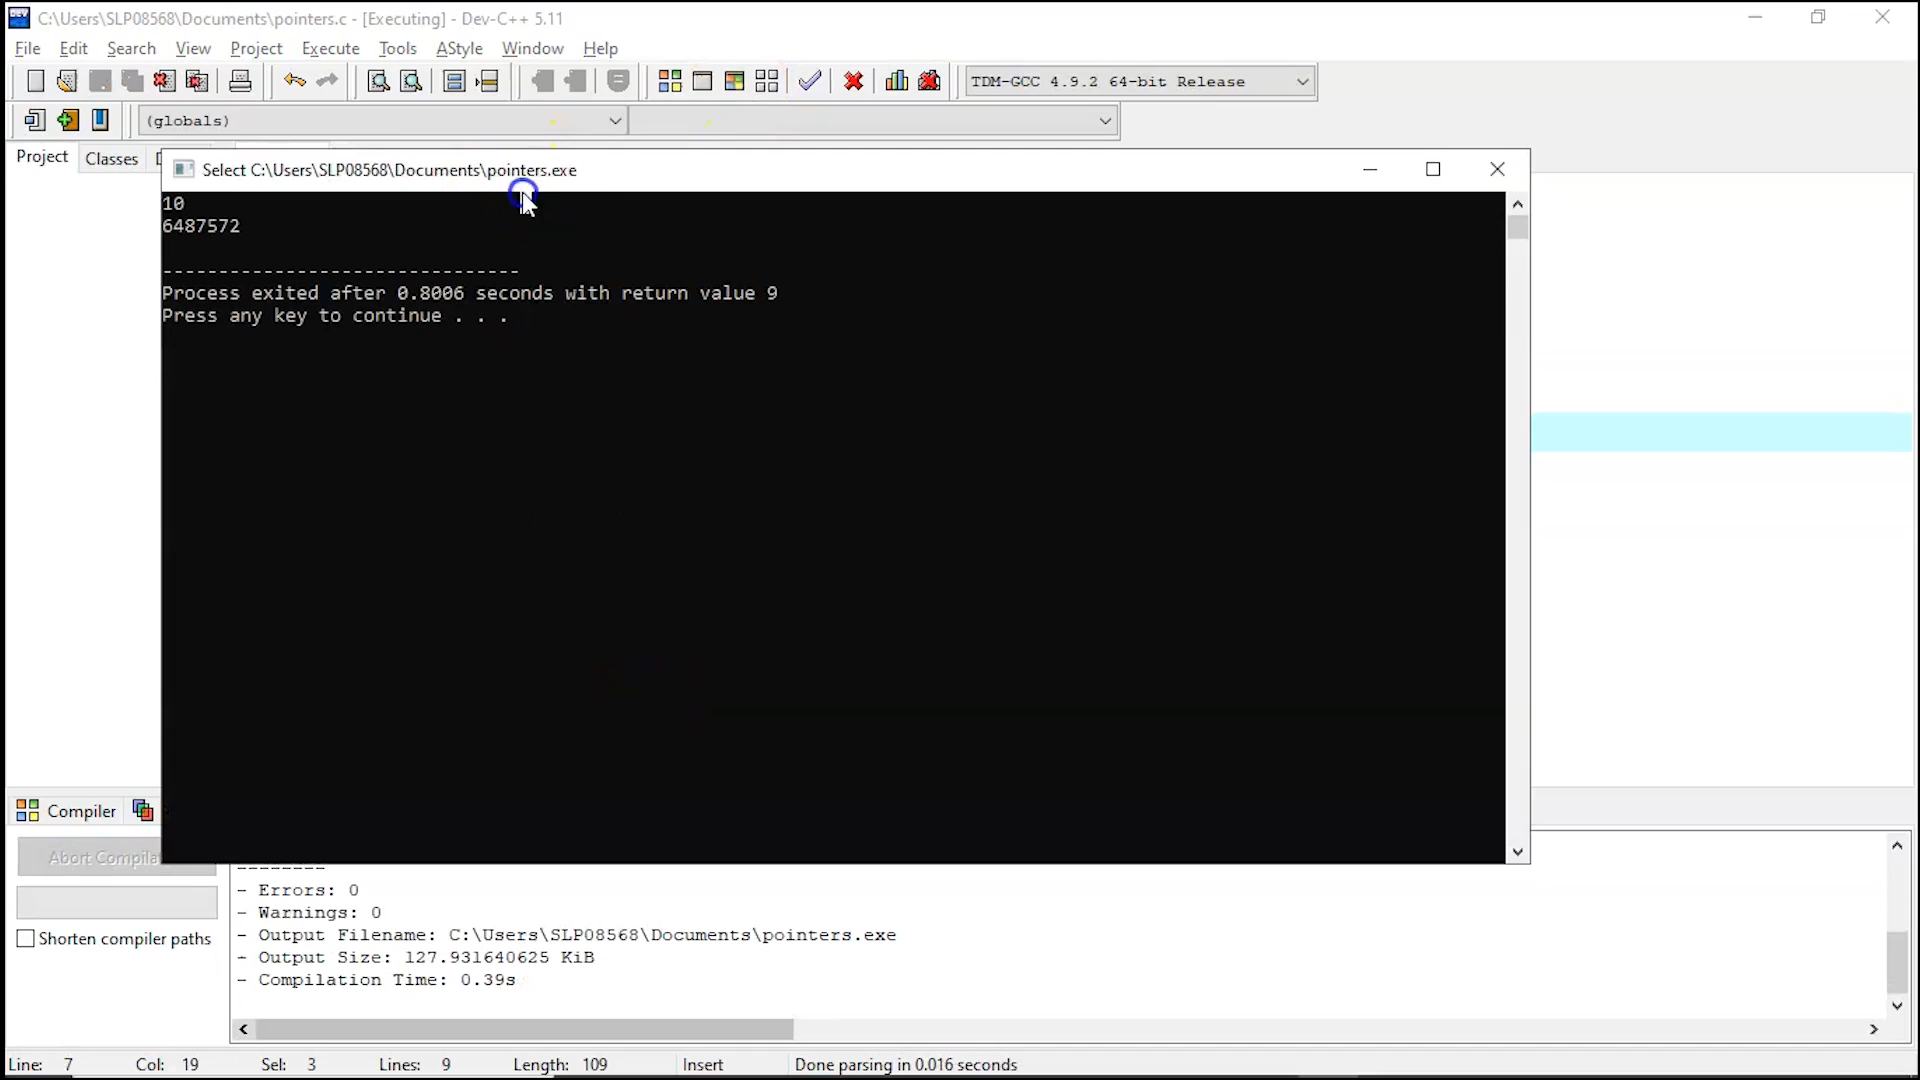 C:\Users\SLP08568\Documents\pointers.c - [Executing] - Dev-C++ 5.11
File Edit Search View Project Execute Tools AStyle Window Help
TDM-GCC 4.9.2 64-bit Release
(globals)
Project Classes
Select C:\Users\SLP08568\Documents\pointers.exe
10
6487572
--------------------------------
Process exited after 0.8006 seconds with return value 9
Press any key to continue . . .
Compiler
Abort Compila
--------
- Errors: 0
- Warnings: 0
- Output Filename: C:\Users\SLP08568\Documents\pointers.exe
- Output Size: 127.931640625 KiB
- Compilation Time: 0.39s
Shorten compiler paths
Line: 7 Col: 19 Sel: 3 Lines: 9 Length: 109 Insert Done parsing in 0.016 seconds